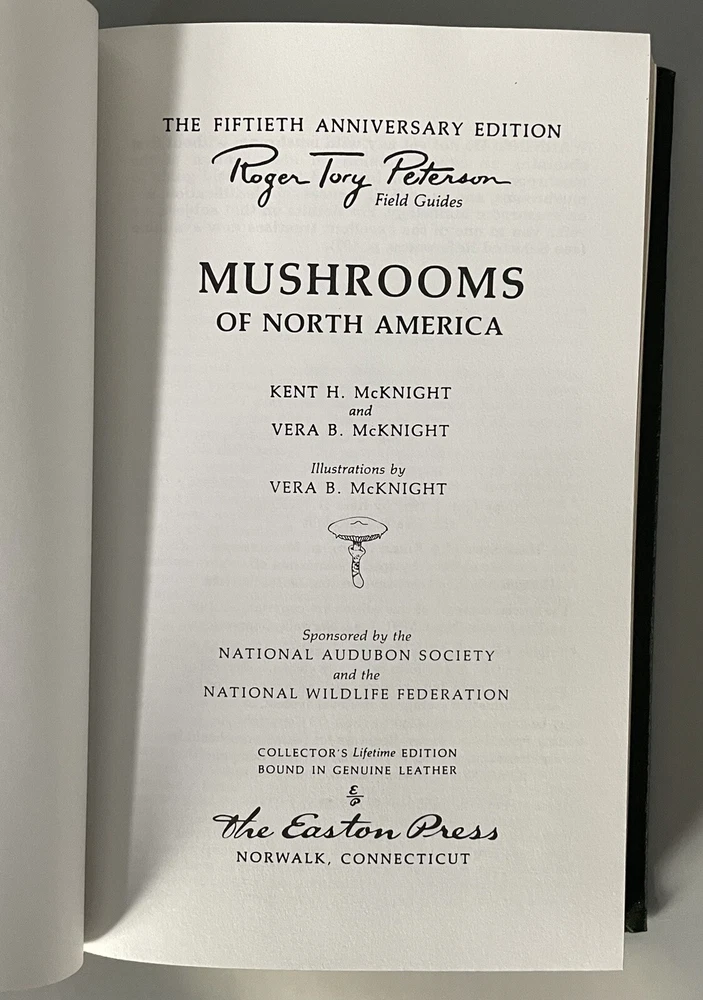 THE FIFTIETH ANNIVERSARY EDITION
Roger Tory Peterson
Field Guides
MUSHROOMS
OF NORTH AMERICA
KENT H. McKNIGHT
and
VERA B. McKNIGHT
Illustrations by
VERA B. McKNIGHT
Sponsored by the
NATIONAL AUDUBON SOCIETY
and the
NATIONAL WILDLIFE FEDERATION
COLLECTOR'S Lifetime EDITION
BOUND IN GENUINE LEATHER
E/P
The Easton Press
NORWALK, CONNECTICUT